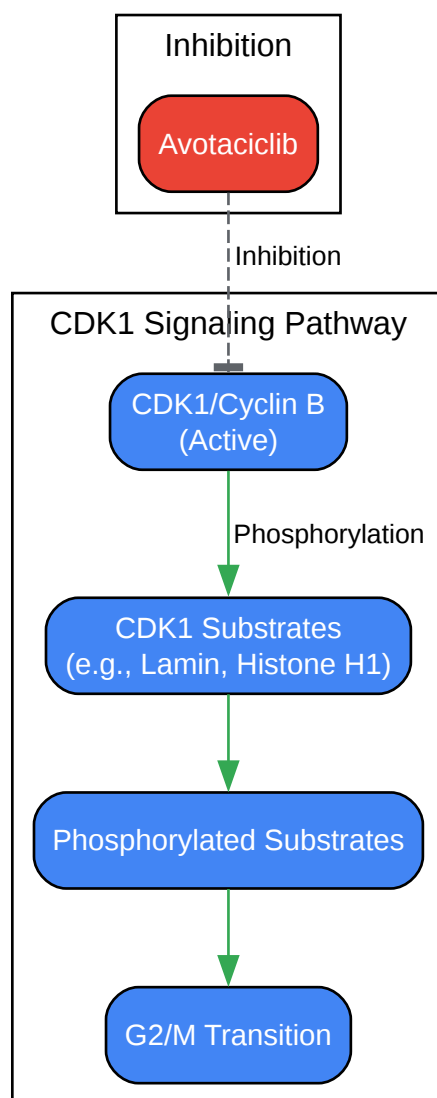 Inhibition
Avotaciclib
Inhibition
CDK1 Signaling Pathway
CDK1/Cyclin B
(Active)
Phosphorylation
CDK1 Substrates
(e.g., Lamin, Histone H1)
Phosphorylated Substrates
G2/M Transition